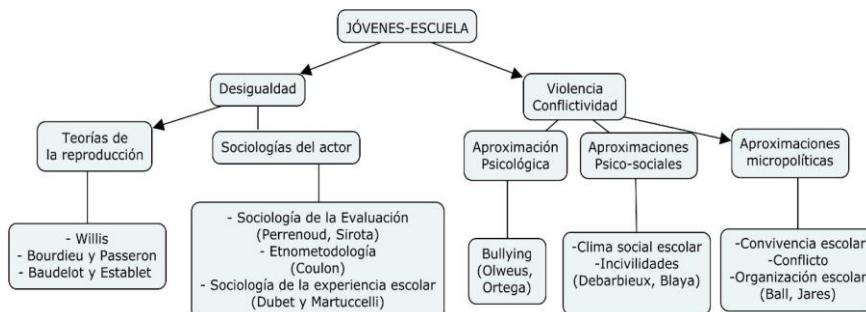 JÓVENES-ESCUELA
Desigualdad
Violencia
Conflictividad
Teorías de
la reproducción
Sociologías del actor
Aproximación
Psicológica
Aproximaciones
Psico-sociales
Aproximaciones
micropolíticas
- Willis
- Bourdieu y Passeron
- Baudelot y Establet
- Sociología de la Evaluación
(Perrenoud, Sirota)
- Etnometodología
(Coulon)
- Sociología de la experiencia escolar
(Dubet y Martuccelli)
Bullying
(Olweus,
Ortega)
-Clima social escolar
-Incivilidades
(Debarbieux, Blaya)
-Convivencia escolar
-Conflicto
-Organización escolar
(Ball, Jares)